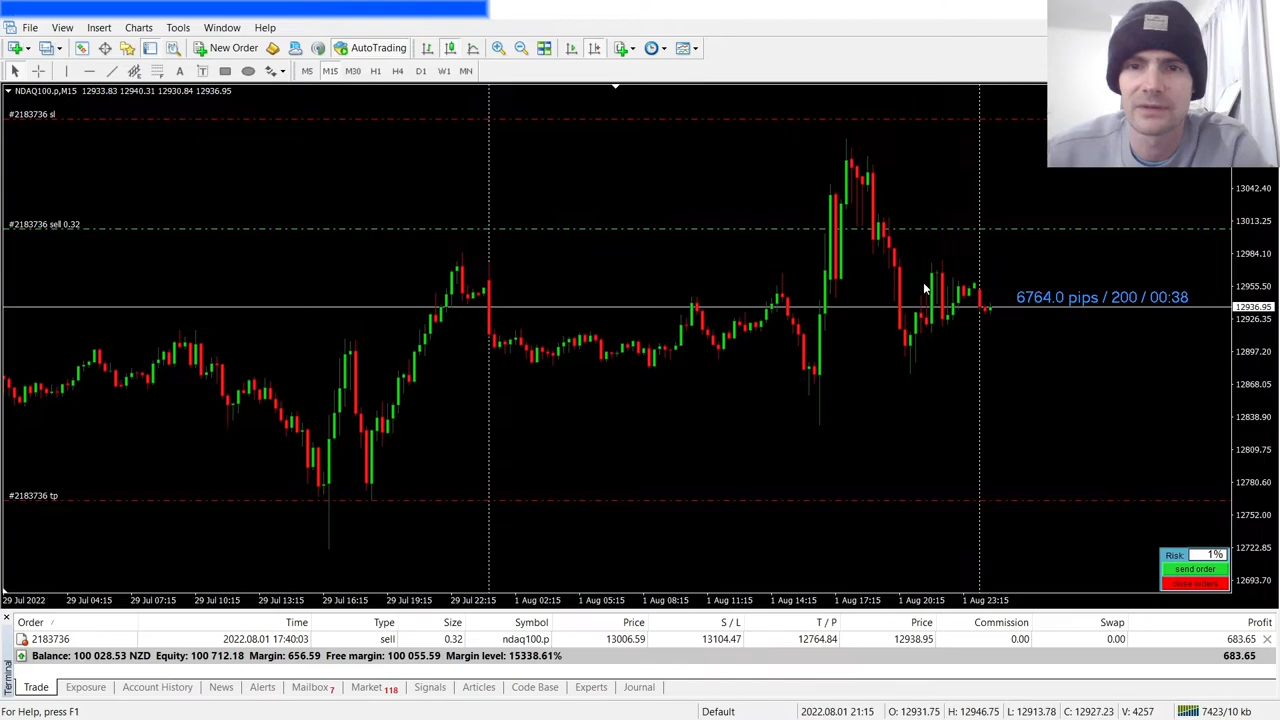 File View Insert Charts Tools Window Help
New Order AutoTrading
M5 M15 M30 H1 H4 D1 W1 MN
NDAQ100.p,M15 12933.83 12940.31 12930.84 12936.95
#2183736 sl
13042.40
#2183736 sell 0.32
13013.25
12984.10
12955.50
6764.0 pips / 200 / 00:38
12936.95
12926.35
12897.20
12868.05
12838.90
12809.75
12780.60
#2183736 tp
12752.00
12722.85
Risk: 1%
send order
close orders
12693.70
29 Jul 2022 29 Jul 04:15 29 Jul 07:15 29 Jul 10:15 29 Jul 13:15 29 Jul 16:15 29 Jul 19:15 29 Jul 22:15 1 Aug 02:15 1 Aug 05:15 1 Aug 08:15 1 Aug 11:15 1 Aug 14:15 1 Aug 17:15 1 Aug 20:15 1 Aug 23:15
Order Time Type Size Symbol Price S / L T / P Price Commission Swap Profit
2183736 2022.08.01 17:40:03 sell 0.32 ndaq100.p 13006.59 13104.47 12764.84 12938.95 0.00 0.00 683.65
Balance: 100 028.53 NZD Equity: 100 712.18 Margin: 656.59 Free margin: 100 055.59 Margin level: 15338.61% 683.65
Terminal
Trade Exposure Account History News Alerts Mailbox 7 Market 118 Signals Articles Code Base Experts Journal
For Help, press F1 Default 2022.08.01 21:15 O: 12931.75 H: 12946.75 L: 12913.78 C: 12927.23 V: 4257 7423/10 kb